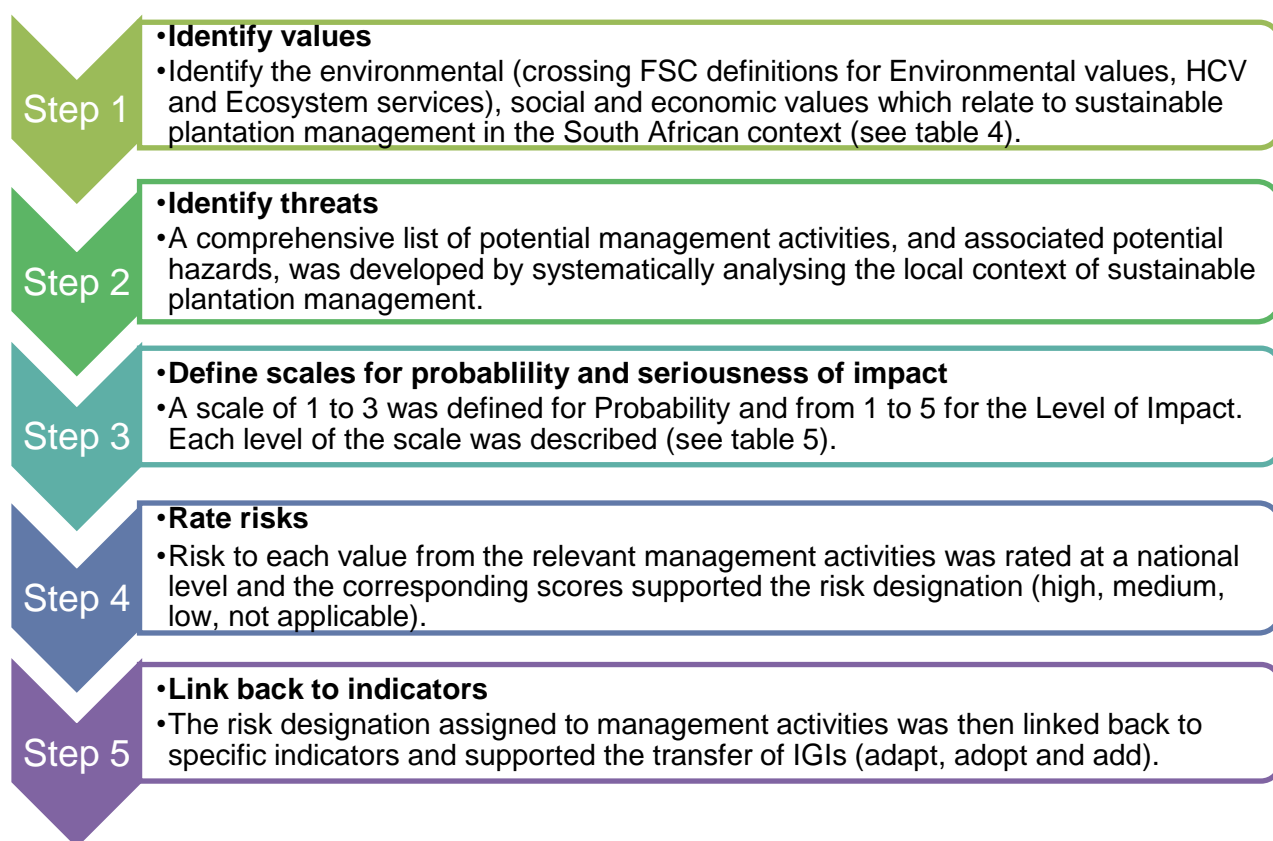 Step 1
•Identify values
•Identify the environmental (crossing FSC definitions for Environmental values, HCV
and Ecosystem services), social and economic values which relate to sustainable
plantation management in the South African context (see table 4).
Step 2
•Identify threats
•A comprehensive list of potential management activities, and associated potential
hazards, was developed by systematically analysing the local context of sustainable
plantation management.
Step 3
•Define scales for probablility and seriousness of impact
•A scale of 1 to 3 was defined for Probability and from 1 to 5 for the Level of Impact.
Each level of the scale was described (see table 5).
Step 4
•Rate risks
•Risk to each value from the relevant management activities was rated at a national
level and the corresponding scores supported the risk designation (high, medium,
low, not applicable).
Step 5
•Link back to indicators
•The risk designation assigned to management activities was then linked back to
specific indicators and supported the transfer of IGIs (adapt, adopt and add).